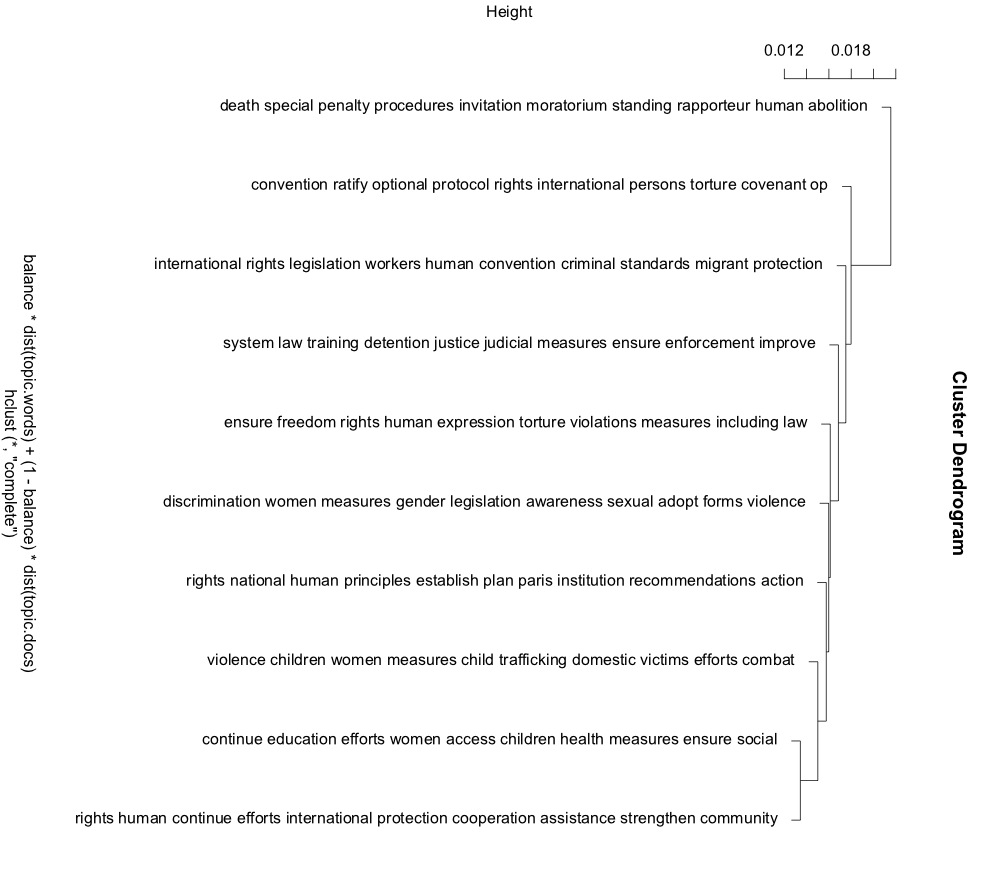 Height
0.012 0.018
death special penalty procedures invitation moratorium standing rapporteur human abolition
convention ratify optional protocol rights international persons torture covenant op
international rights legislation workers human convention criminal standards migrant protection
system law training detention justice judicial measures ensure enforcement improve
ensure freedom rights human expression torture violations measures including law
discrimination women measures gender legislation awareness sexual adopt forms violence
rights national human principles establish plan paris institution recommendations action
violence children women measures child trafficking domestic victims efforts combat
continue education efforts women access children health measures ensure social
rights human continue efforts international protection cooperation assistance strengthen community
Cluster Dendrogram
balance * dist(topic.words) + (1 - balance) * dist(topic.docs)
hclust (*, "complete")